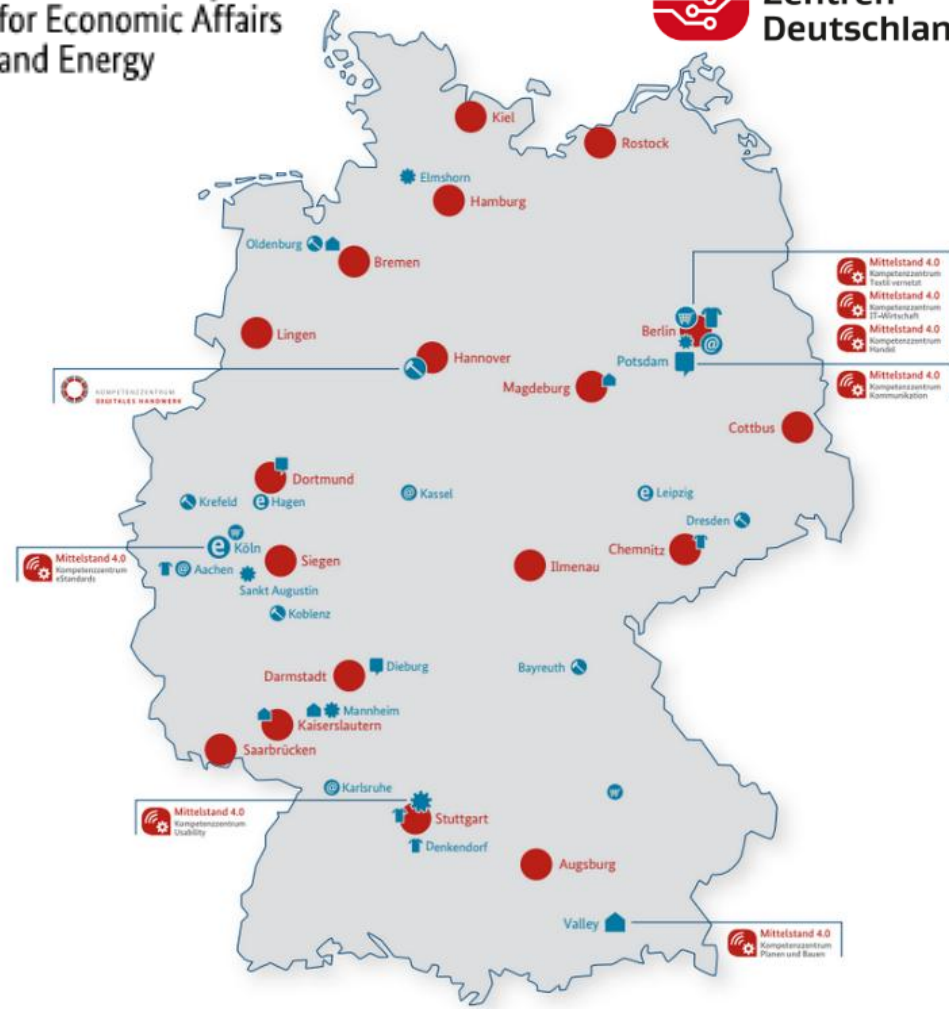 for Economic Affairs
and Energy
Zentren
Deutschlan
Kiel
Rostock
Elmshorn
Hamburg
Oldenburg
Bremen
Mittelstand 4.0
Kompetenzzentrum
Textil vernetzt
Mittelstand 4.0
Kompetenzzentrum
IT-Wirtschaft
Mittelstand 4.0
Kompetenzzentrum
Handel
Lingen
Berlin
Hannover
Potsdam
Mittelstand 4.0
Kompetenzzentrum
Kommunikation
Magdeburg
KOMPETENZZENTRUM
DIGITALES HANDWERK
Cottbus
Dortmund
Krefeld
Hagen
Kassel
Leipzig
Dresden
Köln
Chemnitz
Mittelstand 4.0
Kompetenzzentrum
eStandards
Siegen
Ilmenau
Aachen
Sankt Augustin
Koblenz
Dieburg
Bayreuth
Darmstadt
Mannheim
Kaiserslautern
Saarbrücken
Karlsruhe
Mittelstand 4.0
Kompetenzzentrum
Usability
Stuttgart
Denkendorf
Augsburg
Valley
Mittelstand 4.0
Kompetenzzentrum
Planen und Bauen